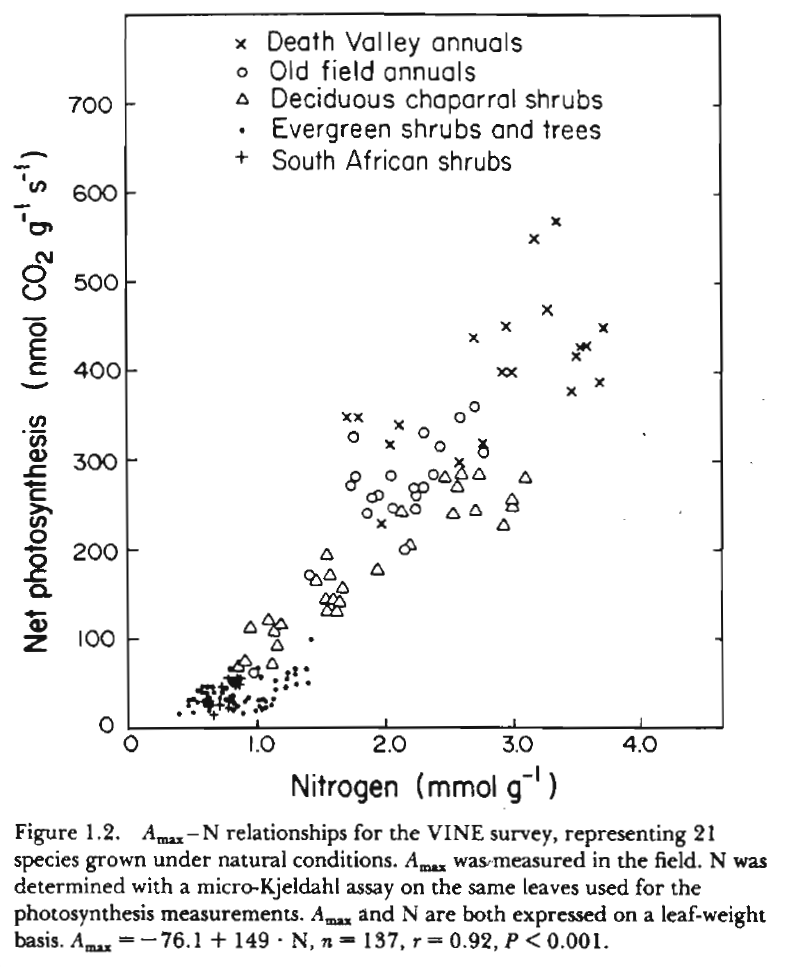 × Death Valley annuals
○ Old field annuals
△ Deciduous chaparral shrubs
• Evergreen shrubs and trees
+ South African shrubs
Net photosynthesis (nmol CO₂ g⁻¹ s⁻¹)
700
600
500
400
300
200
100
0
0 1.0 2.0 3.0 4.0
Nitrogen (mmol g⁻¹)
Figure 1.2. Amax–N relationships for the VINE survey, representing 21
species grown under natural conditions. Amax was measured in the field. N was
determined with a micro-Kjeldahl assay on the same leaves used for the
photosynthesis measurements. Amax and N are both expressed on a leaf-weight
basis. Amax = −76.1 + 149 · N, n = 137, r = 0.92, P < 0.001.